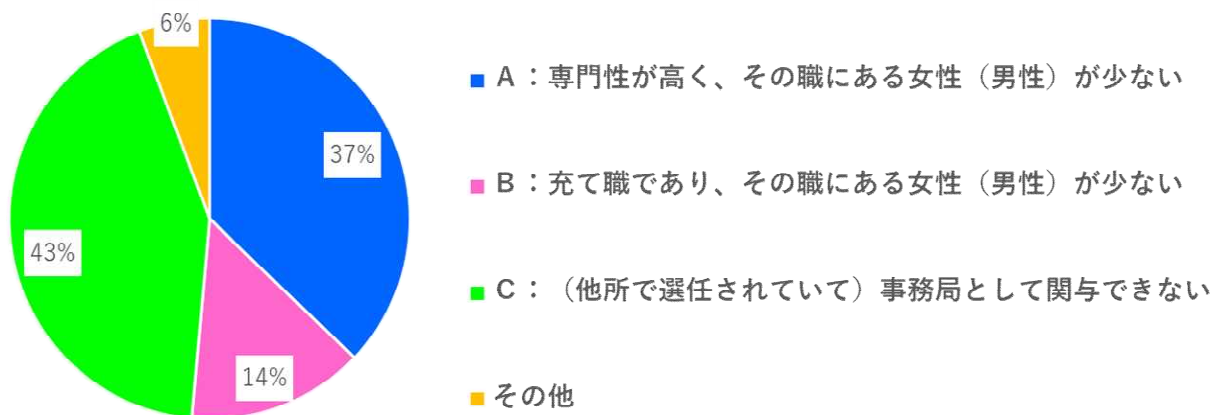 6%
37%
43%
14%
A：専門性が高く、その職にある女性（男性）が少ない
B：充て職であり、その職にある女性（男性）が少ない
C：（他所で選任されていて）事務局として関与できない
その他